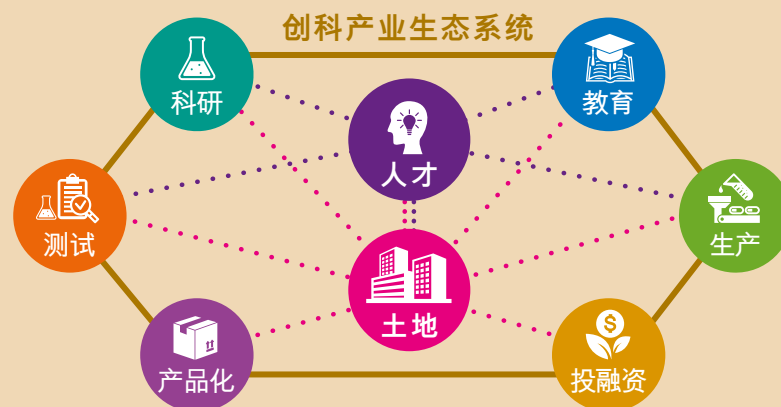 创科产业生态系统
科研
教育
人才
测试
生产
土地
产品化
投融资